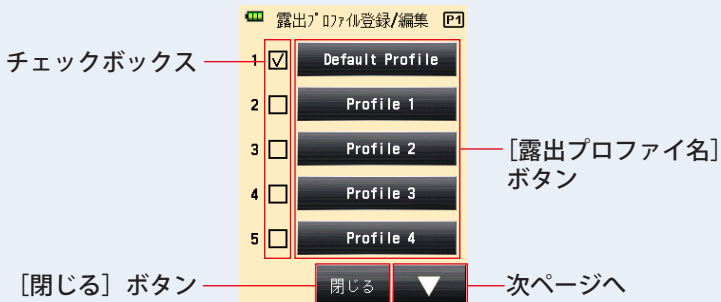 露出ﾌﾟﾛﾌｧｲﾙ登録/編集 P1
チェックボックス
1 Default Profile
2 Profile 1
3 Profile 2
[露出プロファイ名]
ボタン
4 Profile 3
5 Profile 4
[閉じる] ボタン
閉じる
次ページへ